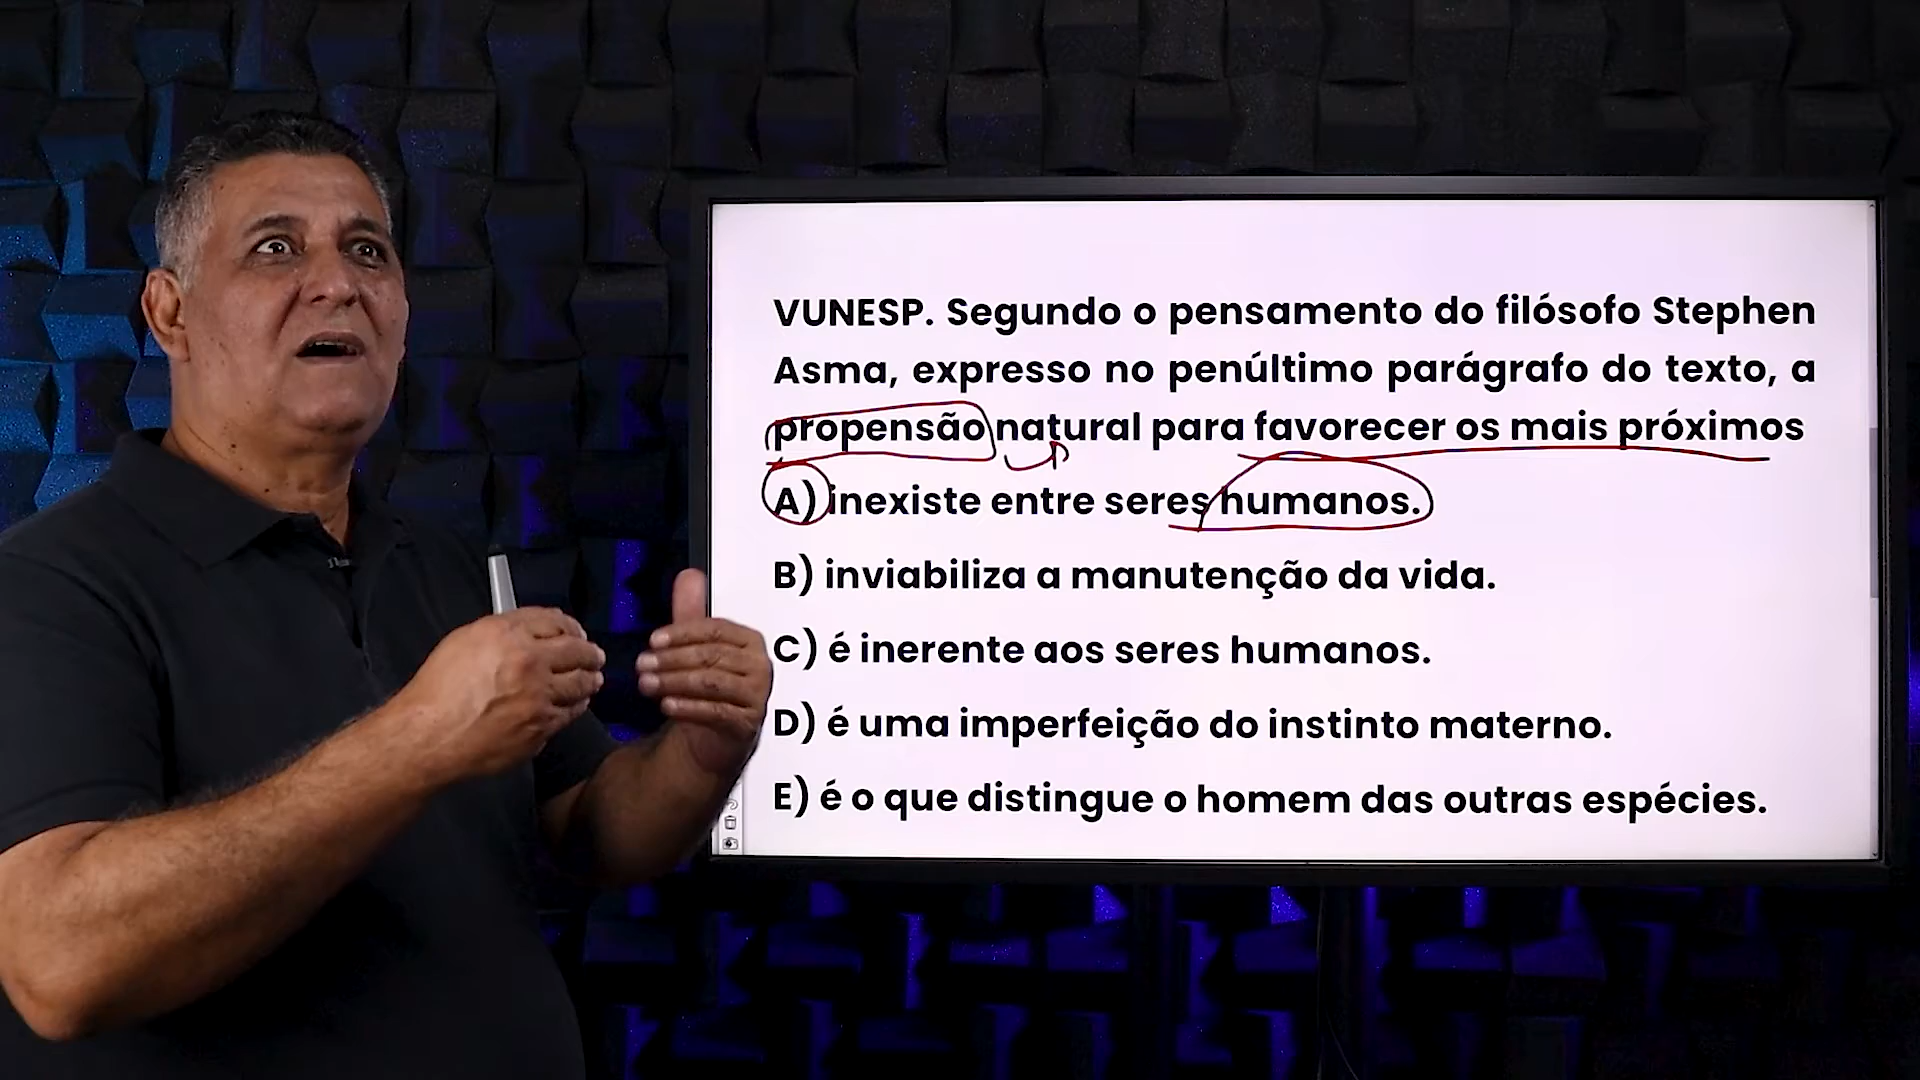 VUNESP. Segundo o pensamento do filósofo Stephen
Asma, expresso no penúltimo parágrafo do texto, a
propensão natural para favorecer os mais próximos
A) inexiste entre seres humanos.
B) inviabiliza a manutenção da vida.
C) é inerente aos seres humanos.
D) é uma imperfeição do instinto materno.
E) é o que distingue o homem das outras espécies.